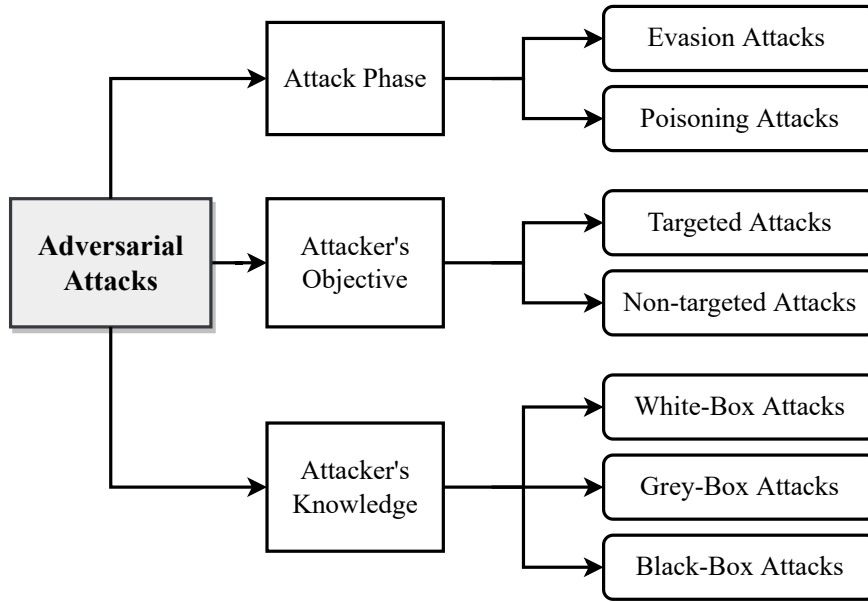 Adversarial
Attacks
Attack Phase
Evasion Attacks
Poisoning Attacks
Attacker's
Objective
Targeted Attacks
Non-targeted Attacks
Attacker's
Knowledge
White-Box Attacks
Grey-Box Attacks
Black-Box Attacks